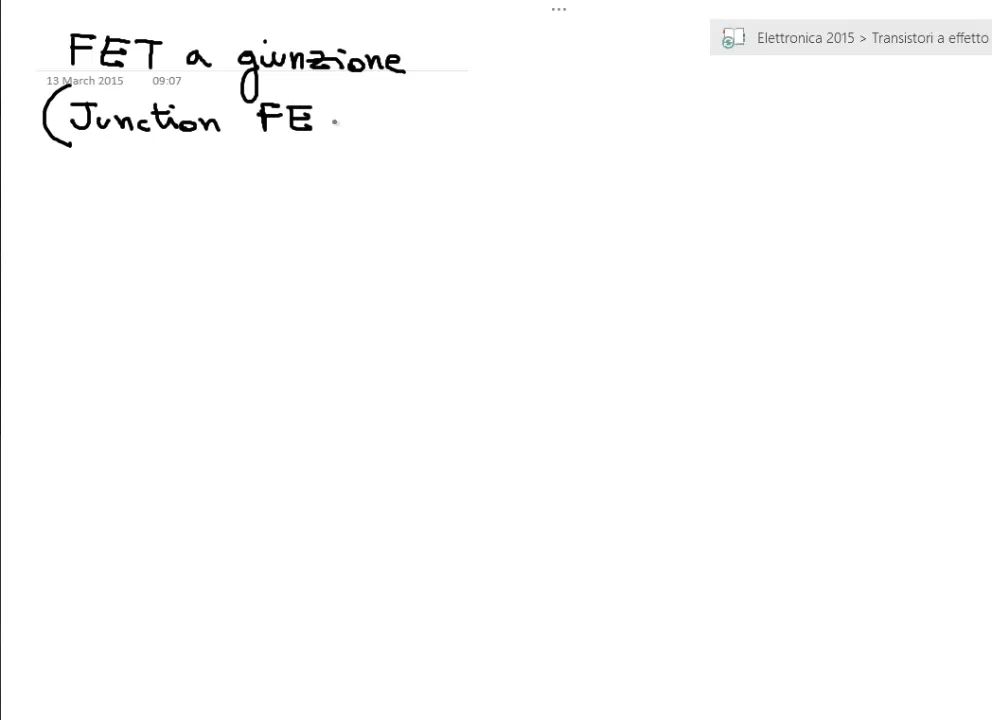 Elettronica 2015 > Transistori a effetto
FET a giunzione
13 March 2015 09:07
(Junction FE